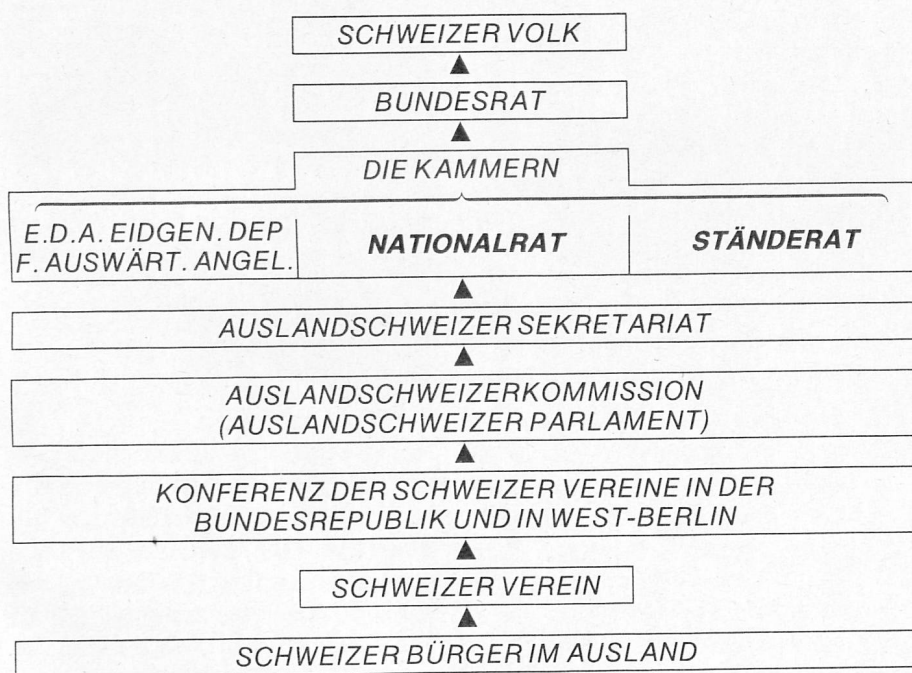 SCHWEIZER VOLK
BUNDESRAT
DIE KAMMERN
E.D.A. EIDGEN. DEP
F. AUSWÄRT. ANGEL.
NATIONALRAT
STÄNDERAT
AUSLANDSCHWEIZER SEKRETARIAT
AUSLANDSCHWEIZERKOMMISSION
(AUSLANDSCHWEIZER PARLAMENT)
KONFERENZ DER SCHWEIZER VEREINE IN DER
BUNDESREPUBLIK UND IN WEST-BERLIN
SCHWEIZER VEREIN
SCHWEIZER BÜRGER IM AUSLAND